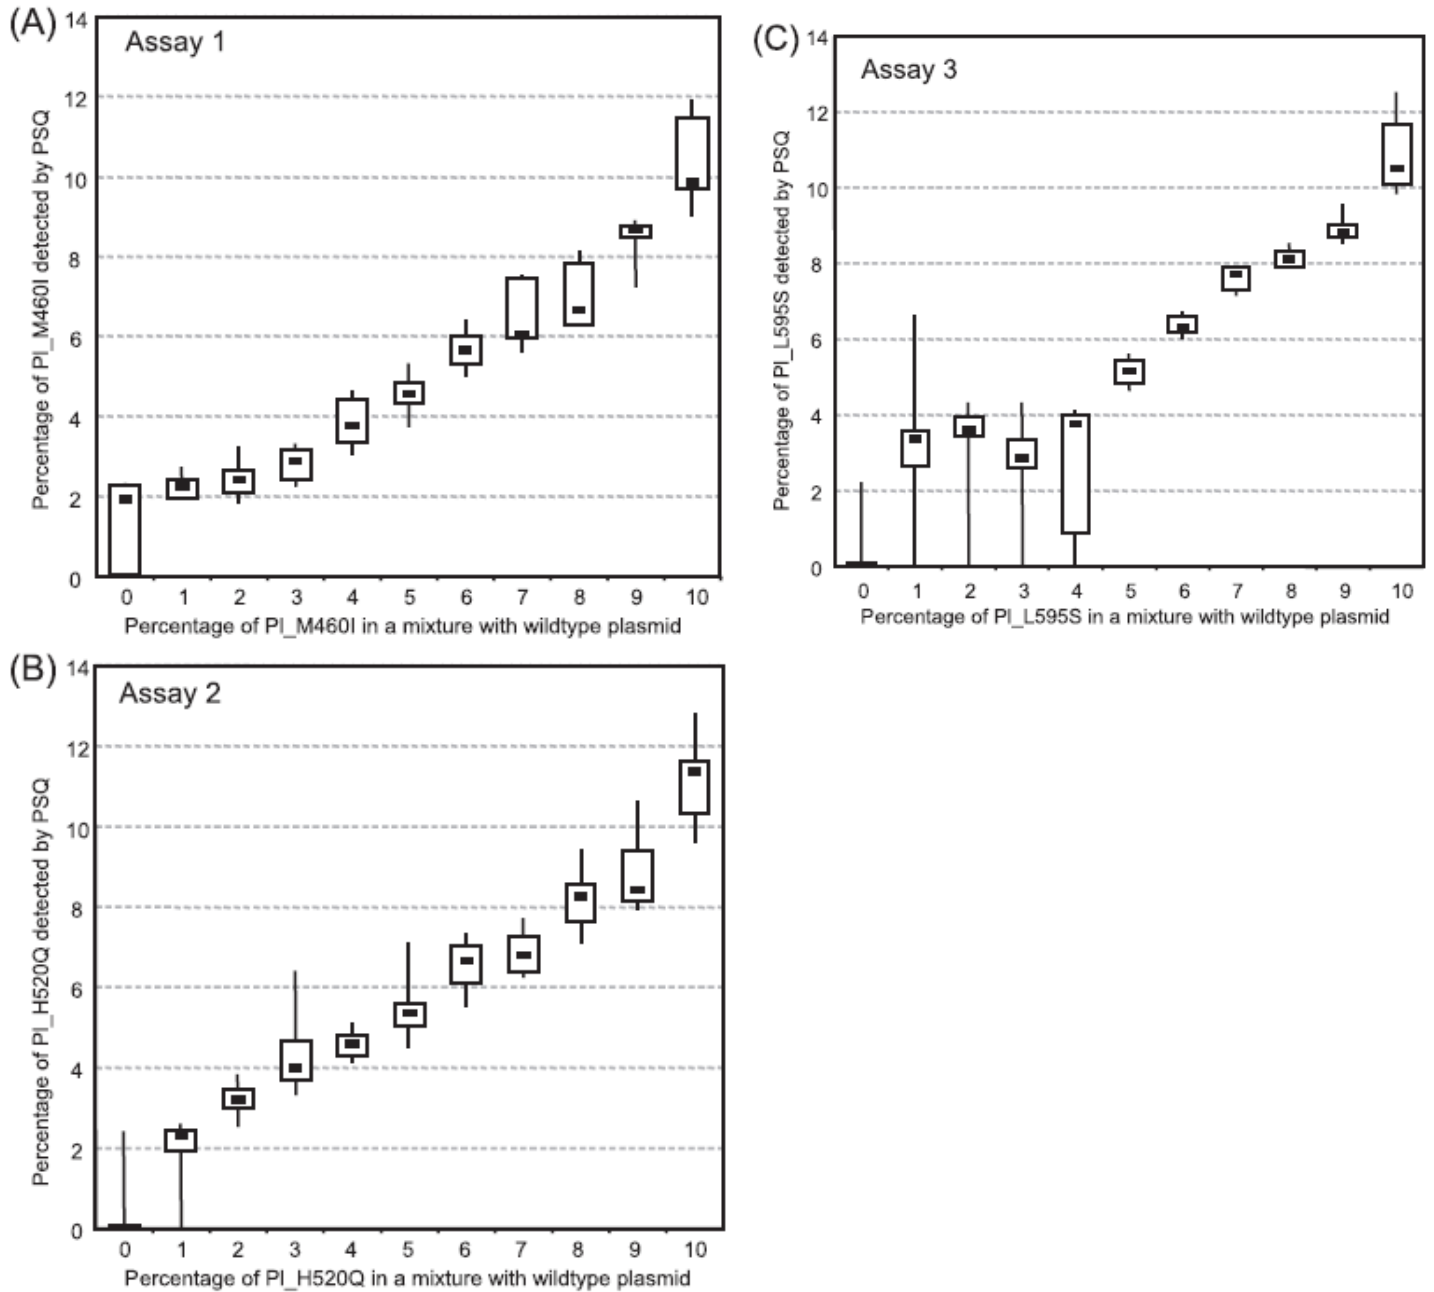 (A)
Assay 1
14
12
10
8
6
4
2
0
Percentage of PI_M460I detected by PSQ
0 1 2 3 4 5 6 7 8 9 10
Percentage of PI_M460I in a mixture with wildtype plasmid
(C)
Assay 3
14
12
10
8
6
4
2
0
Percentage of PI_L595S detected by PSQ
0 1 2 3 4 5 6 7 8 9 10
Percentage of PI_L595S in a mixture with wildtype plasmid
(B)
Assay 2
14
12
10
8
6
4
2
0
Percentage of PI_H520Q detected by PSQ
0 1 2 3 4 5 6 7 8 9 10
Percentage of PI_H520Q in a mixture with wildtype plasmid